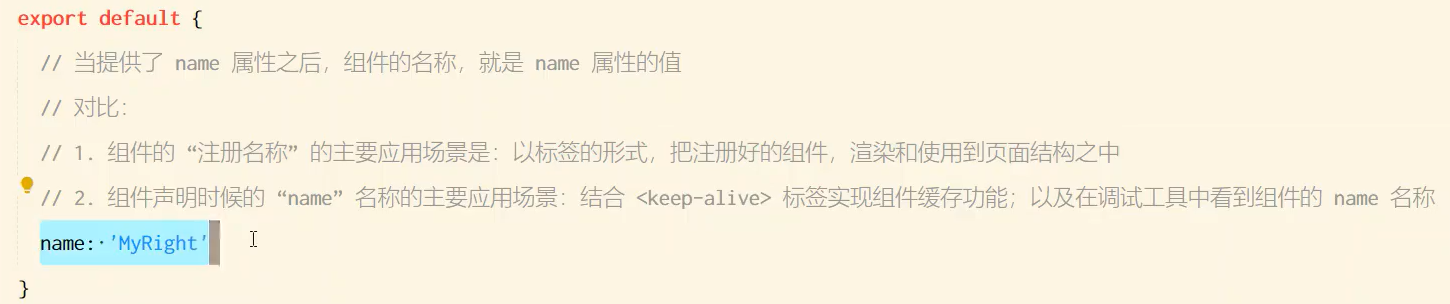 export default {
// 当提供了 name 属性之后，组件的名称，就是 name 属性的值
// 对比：
// 1. 组件的 “注册名称” 的主要应用场景是：以标签的形式，把注册好的组件，渲染和使用到页面结构之中
// 2. 组件声明时候的 “name” 名称的主要应用场景：结合 <keep-alive> 标签实现组件缓存功能；以及在调试工具中看到组件的 name 名称
name: 'MyRight'
}